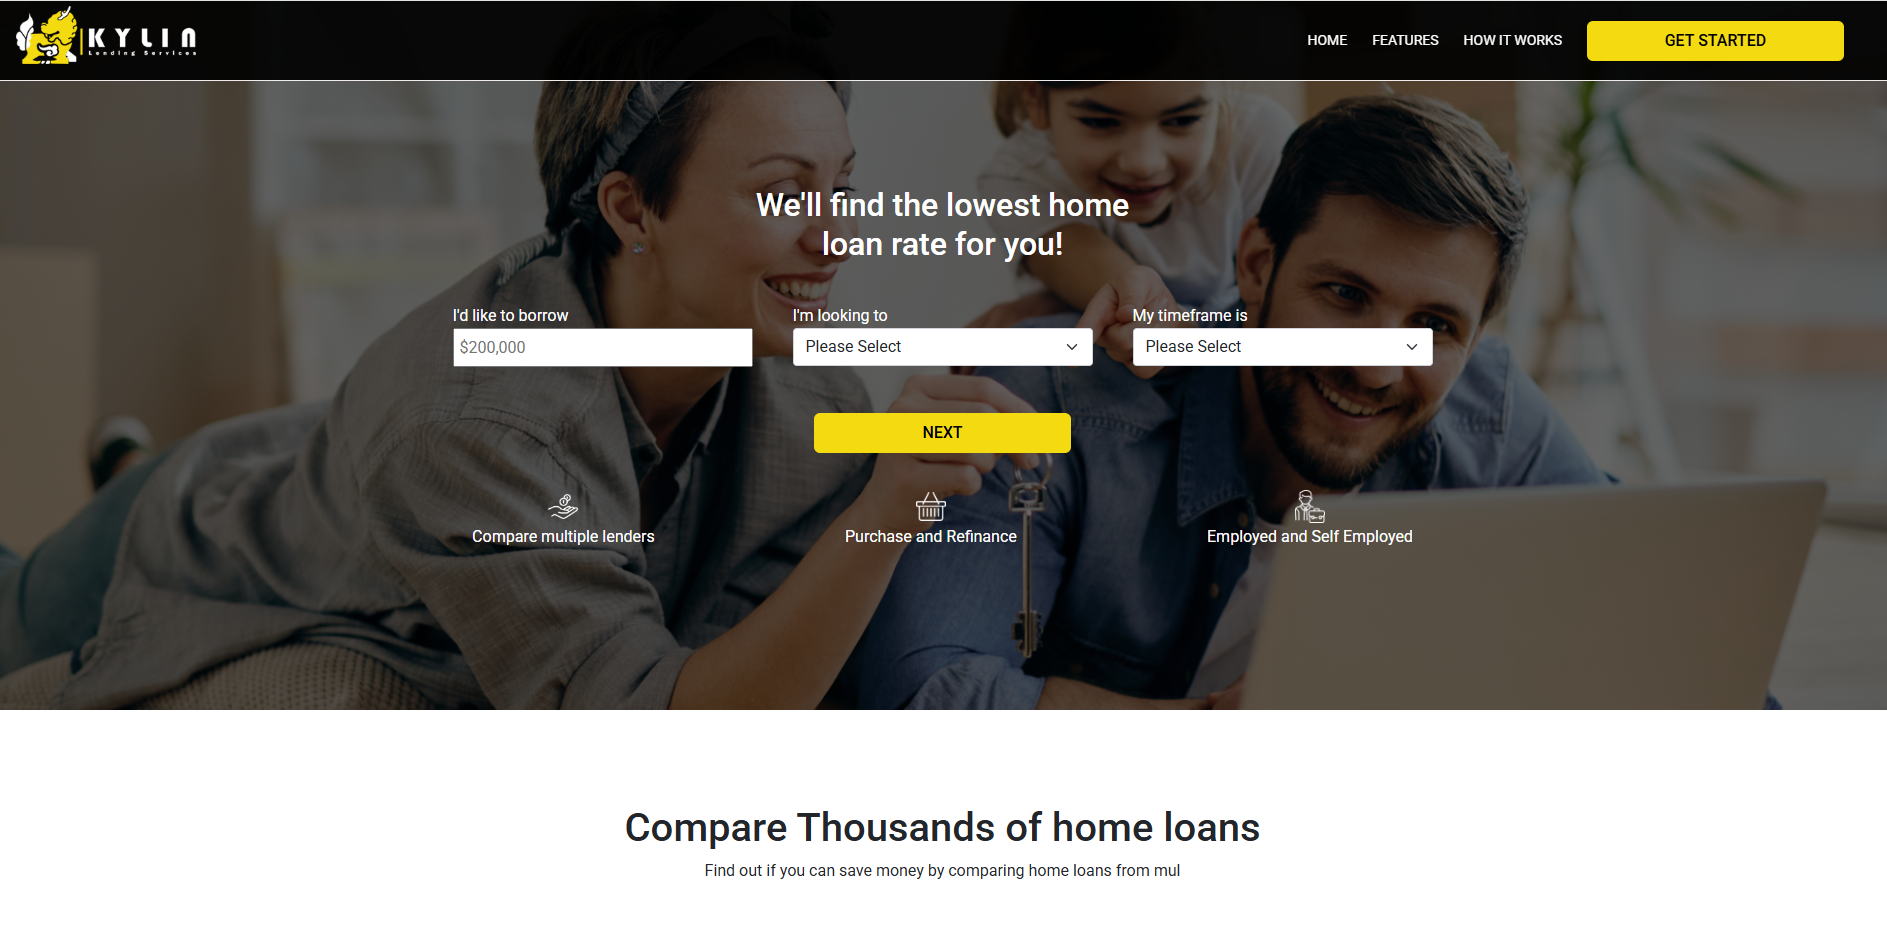 KYLIN
Lending Services
HOME
FEATURES
HOW IT WORKS
GET STARTED
We'll find the lowest home
loan rate for you!
I'd like to borrow
$200,000
I'm looking to
Please Select
My timeframe is
Please Select
NEXT
Compare multiple lenders
Purchase and Refinance
Employed and Self Employed
Compare Thousands of home loans
Find out if you can save money by comparing home loans from mul